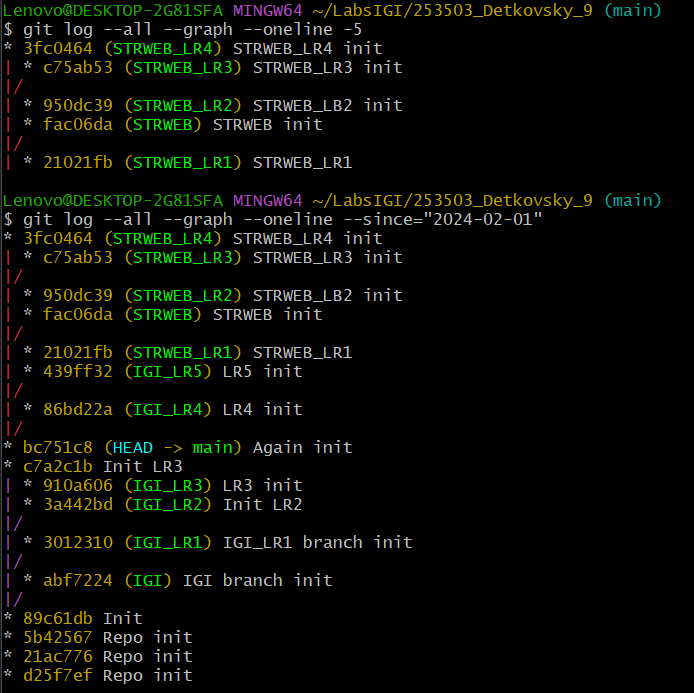 Lenovo@DESKTOP-2G81SFA MINGW64 ~/LabsIGI/253503_Detkovsky_9 (main)
$ git log --all --graph --oneline -5
* 3fc0464 (STRWEB_LR4) STRWEB_LR4 init
| * c75ab53 (STRWEB_LR3) STRWEB_LR3 init
|/
| * 950dc39 (STRWEB_LR2) STRWEB_LB2 init
| * fac06da (STRWEB) STRWEB init
|/
| * 21021fb (STRWEB_LR1) STRWEB_LR1

Lenovo@DESKTOP-2G81SFA MINGW64 ~/LabsIGI/253503_Detkovsky_9 (main)
$ git log --all --graph --oneline --since="2024-02-01"
* 3fc0464 (STRWEB_LR4) STRWEB_LR4 init
| * c75ab53 (STRWEB_LR3) STRWEB_LR3 init
|/
| * 950dc39 (STRWEB_LR2) STRWEB_LB2 init
| * fac06da (STRWEB) STRWEB init
|/
| * 21021fb (STRWEB_LR1) STRWEB_LR1
| * 439ff32 (IGI_LR5) LR5 init
|/
| * 86bd22a (IGI_LR4) LR4 init
|/
* bc751c8 (HEAD -> main) Again init
* c7a2c1b Init LR3
| * 910a606 (IGI_LR3) LR3 init
| * 3a442bd (IGI_LR2) Init LR2
|/
| * 3012310 (IGI_LR1) IGI_LR1 branch init
|/
| * abf7224 (IGI) IGI branch init
|/
* 89c61db Init
* 5b42567 Repo init
* 21ac776 Repo init
* d25f7ef Repo init